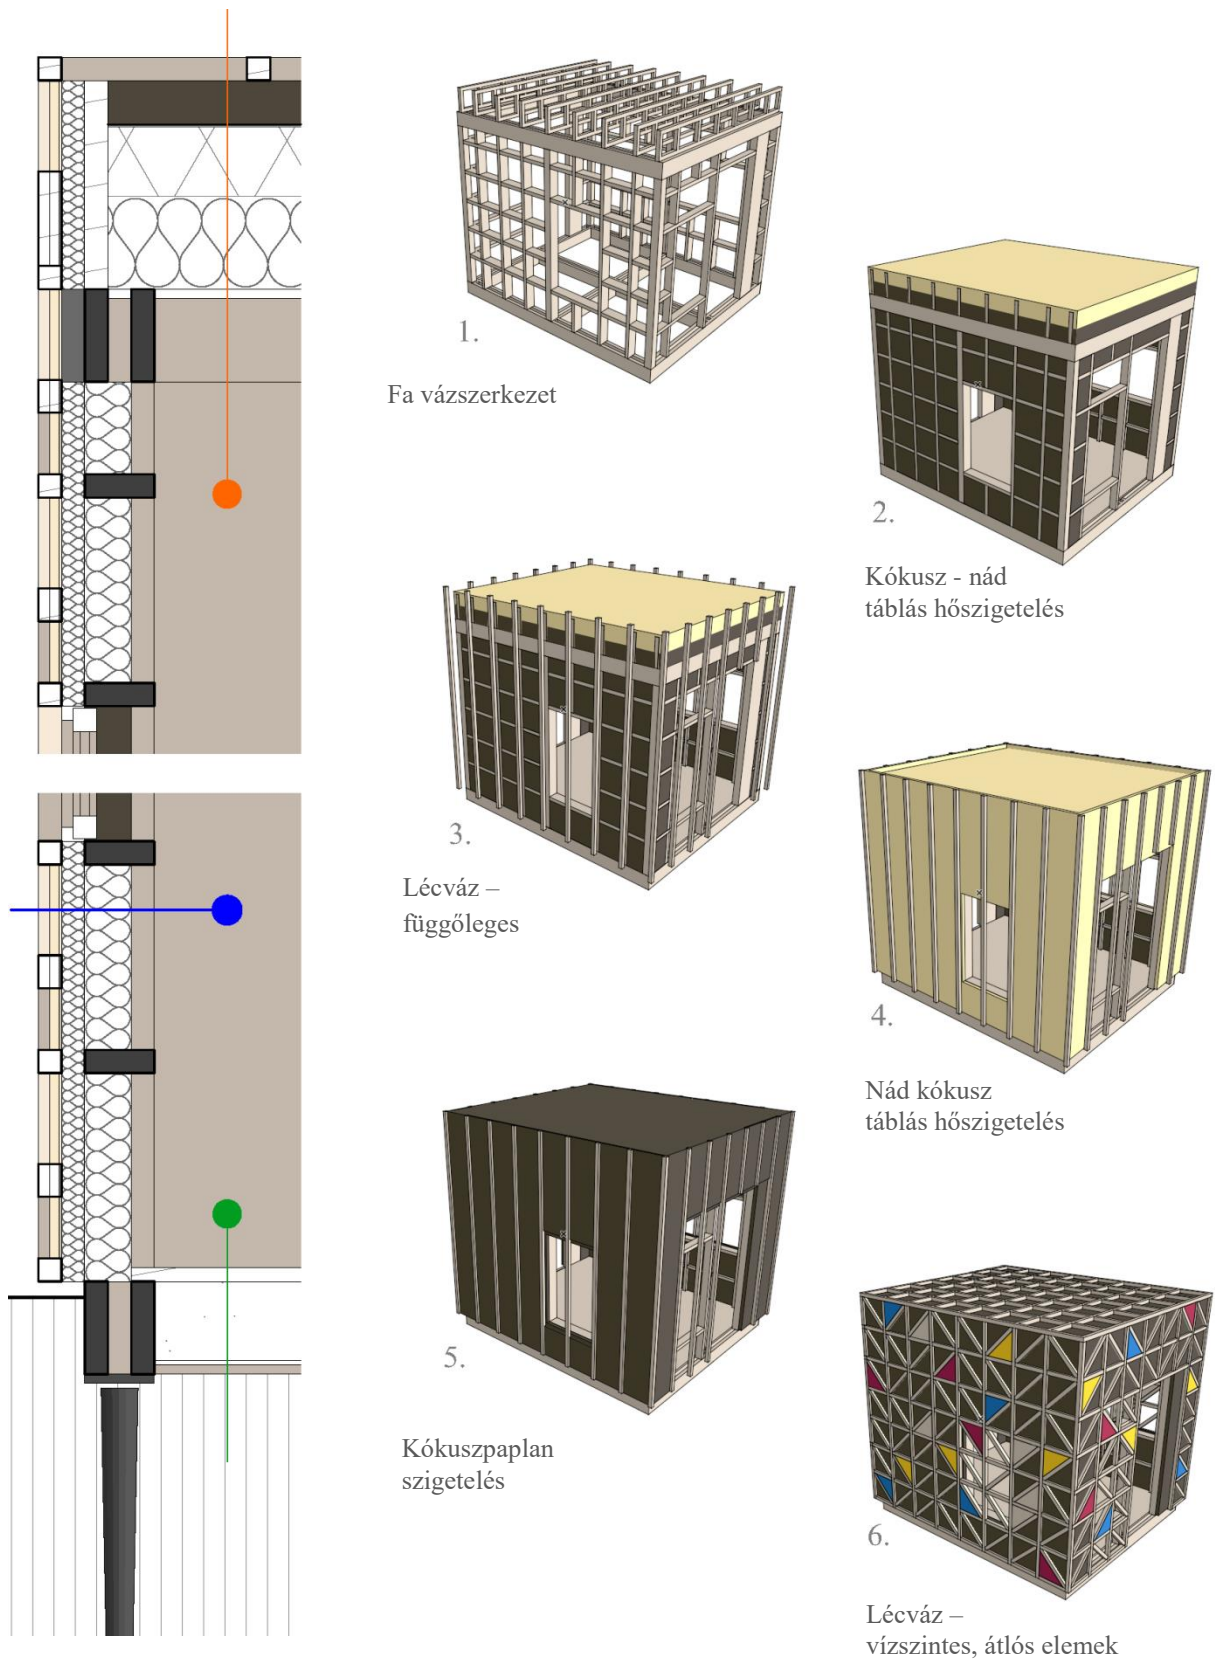 1.
Fa vázszerkezet
2.
Kókusz - nád
táblás hőszigetelés
3.
Lécváz –
függőleges
4.
Nád kókusz
táblás hőszigetelés
5.
Kókuszpaplan
szigetelés
6.
Lécváz –
vízszintes, átlós elemek